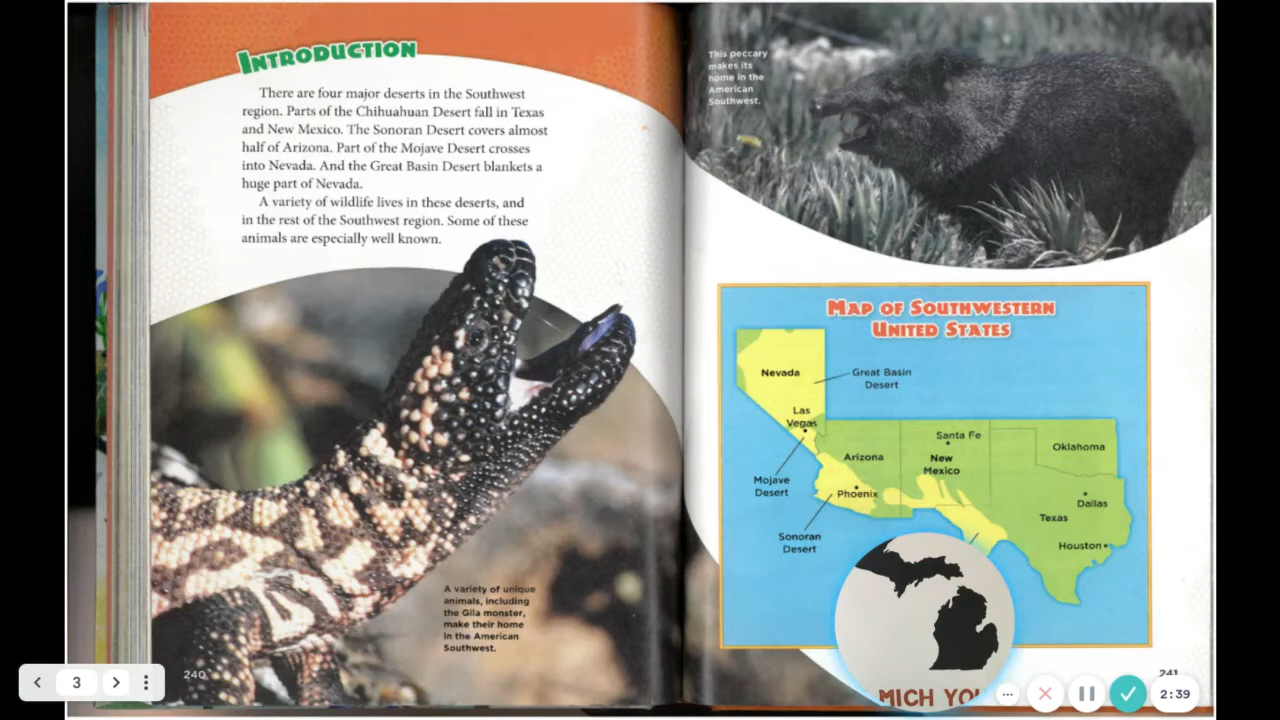 INTRODUCTION
There are four major deserts in the Southwest
region. Parts of the Chihuahuan Desert fall in Texas
and New Mexico. The Sonoran Desert covers almost
half of Arizona. Part of the Mojave Desert crosses
into Nevada. And the Great Basin Desert blankets a
huge part of Nevada.
A variety of wildlife lives in these deserts, and
in the rest of the Southwest region. Some of these
animals are especially well known.
A variety of unique
animals, including
the Gila monster,
make their home
in the American
Southwest.
240
This peccary
makes its
home in the
American
Southwest.
MAP OF SOUTHWESTERN
UNITED STATES
Nevada
Great Basin
Desert
Las
Vegas
Santa Fe
Oklahoma
Arizona
New
Mexico
Mojave
Desert
Phoenix
Dallas
Texas
Sonoran
Desert
Houston
241
MICH YOU
3
2:39